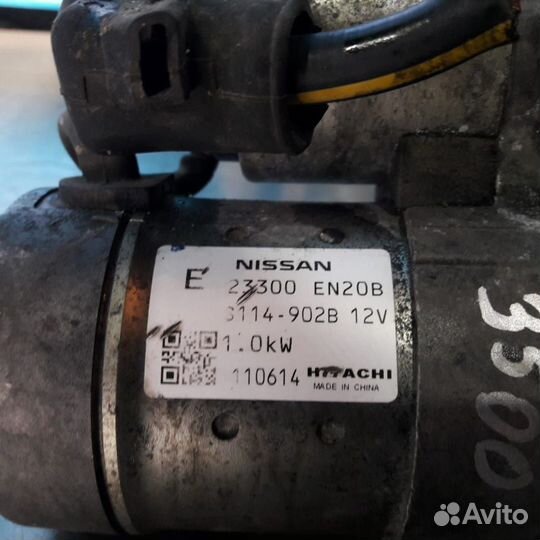 E NISSAN
23300 EN20B
S114-902B 12V
1.0kW
110614 HITACHI
MADE IN CHINA
3500
Avito